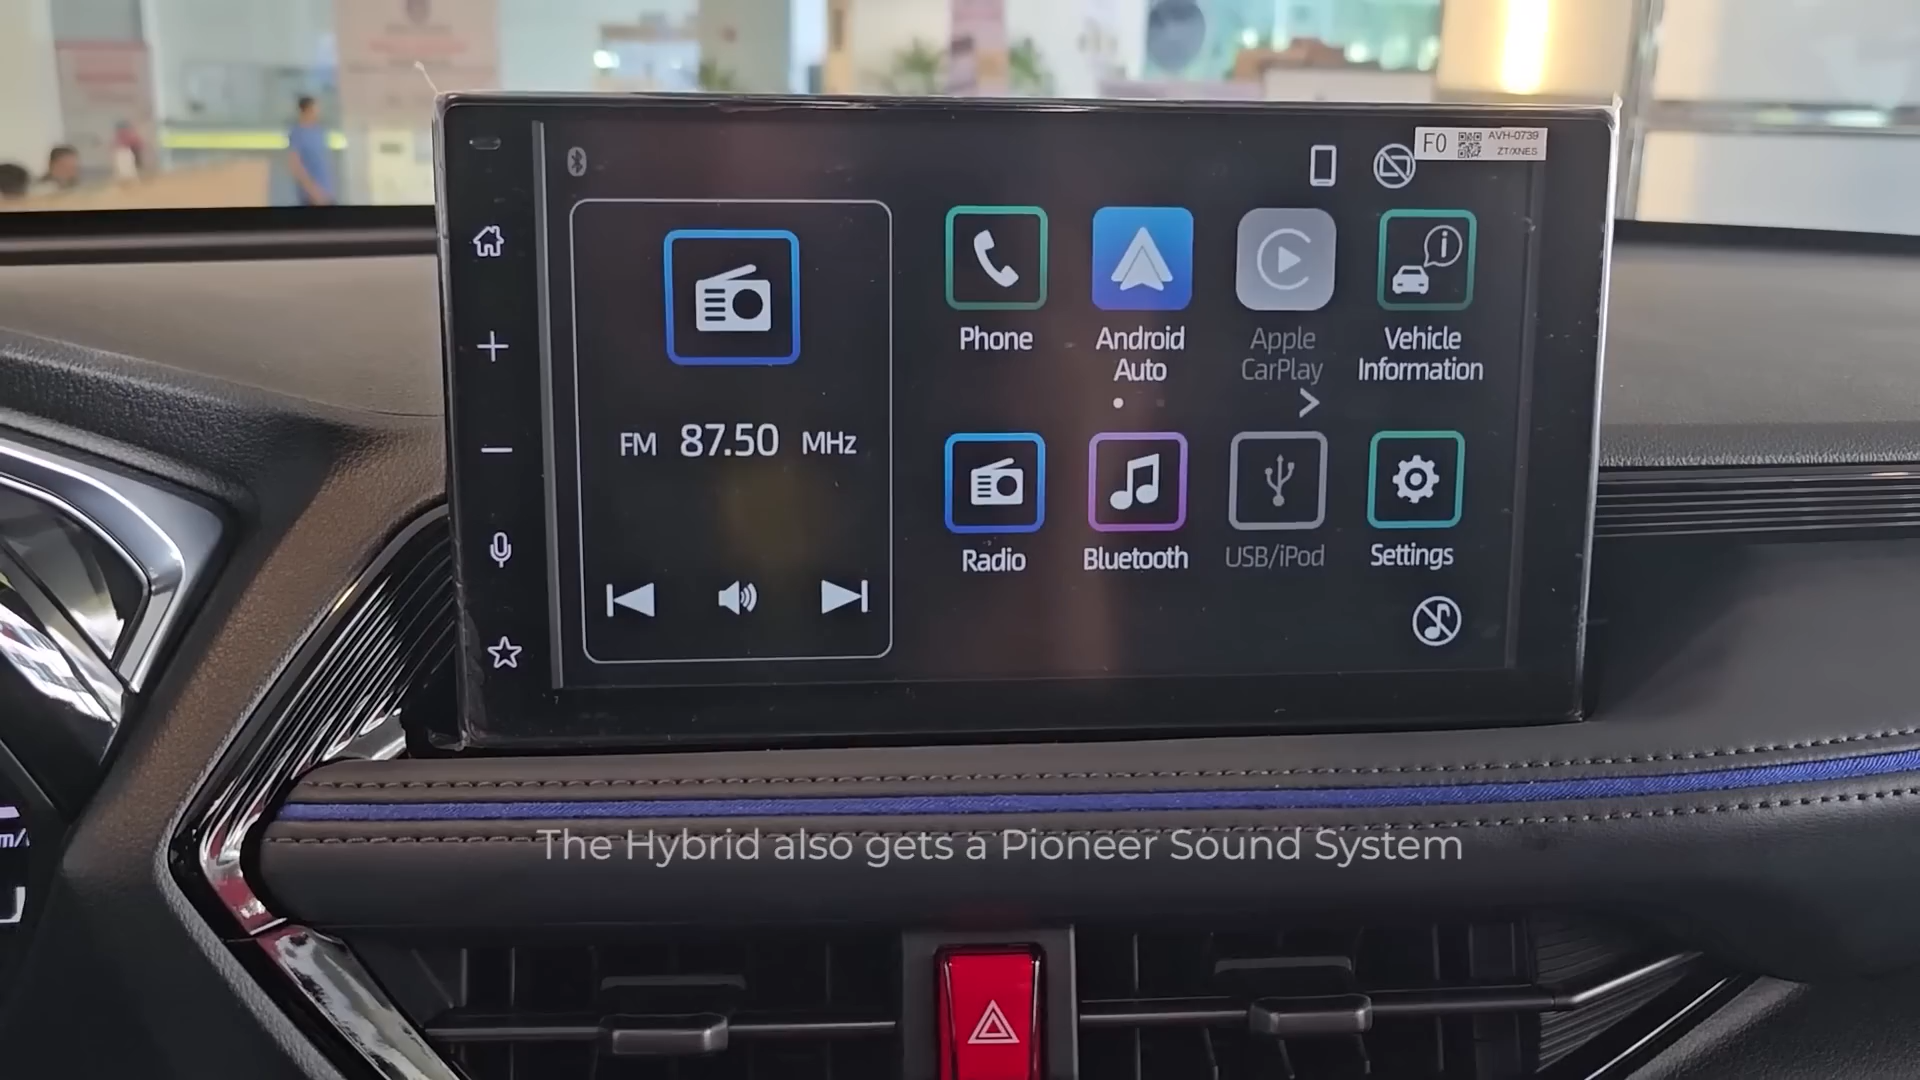 F0
AVH-0739
ZT/XNES
Phone
Android
Auto
Apple
CarPlay
Vehicle
Information
FM 87.50 MHz
Radio
Bluetooth
USB/iPod
Settings
The Hybrid also gets a Pioneer Sound System